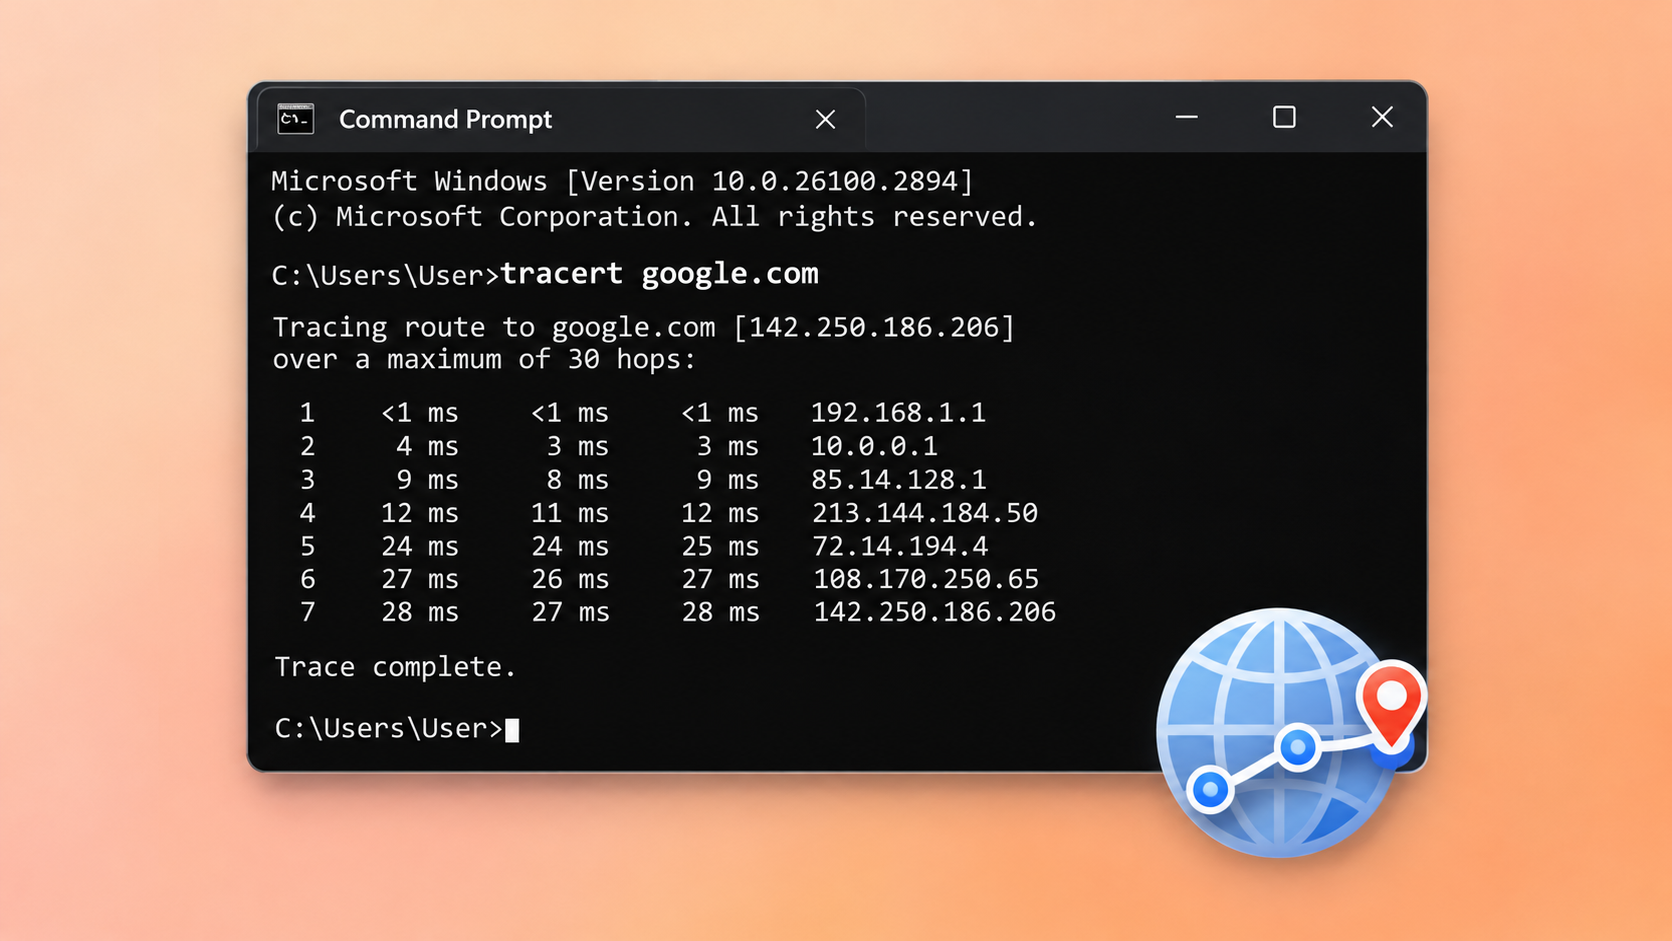 Command Prompt
Microsoft Windows [Version 10.0.26100.2894]
(c) Microsoft Corporation. All rights reserved.
C:\Users\User>tracert google.com
Tracing route to google.com [142.250.186.206]
over a maximum of 30 hops:
1 <1 ms <1 ms <1 ms 192.168.1.1
2 4 ms 3 ms 3 ms 10.0.0.1
3 9 ms 8 ms 9 ms 85.14.128.1
4 12 ms 11 ms 12 ms 213.144.184.50
5 24 ms 24 ms 25 ms 72.14.194.4
6 27 ms 26 ms 27 ms 108.170.250.65
7 28 ms 27 ms 28 ms 142.250.186.206
Trace complete.
C:\Users\User>